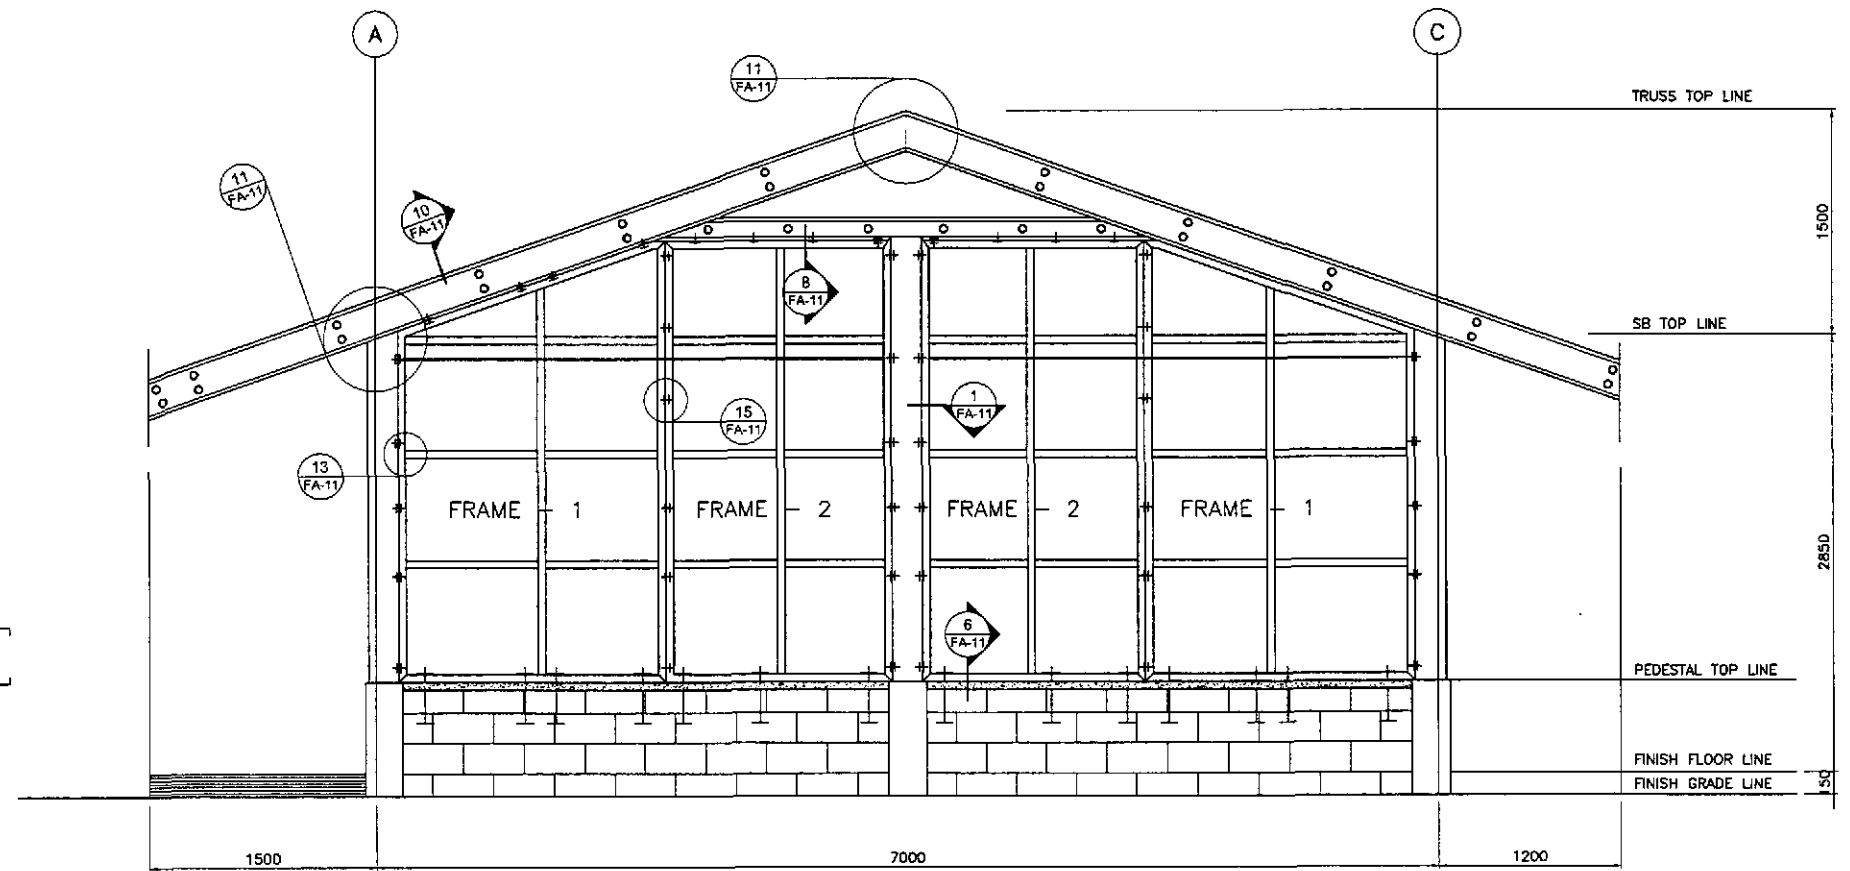 A
C
11
FA-11
TRUSS TOP LINE
11
FA-11
10
FA-11
1500
8
FA-11
SB TOP LINE
1
FA-11
15
FA-11
13
FA-11
FRAME - 1
FRAME - 2
FRAME - 2
FRAME - 1
2850
6
FA-11
PEDESTAL TOP LINE
FINISH FLOOR LINE
150
FINISH GRADE LINE
1500
7000
1200